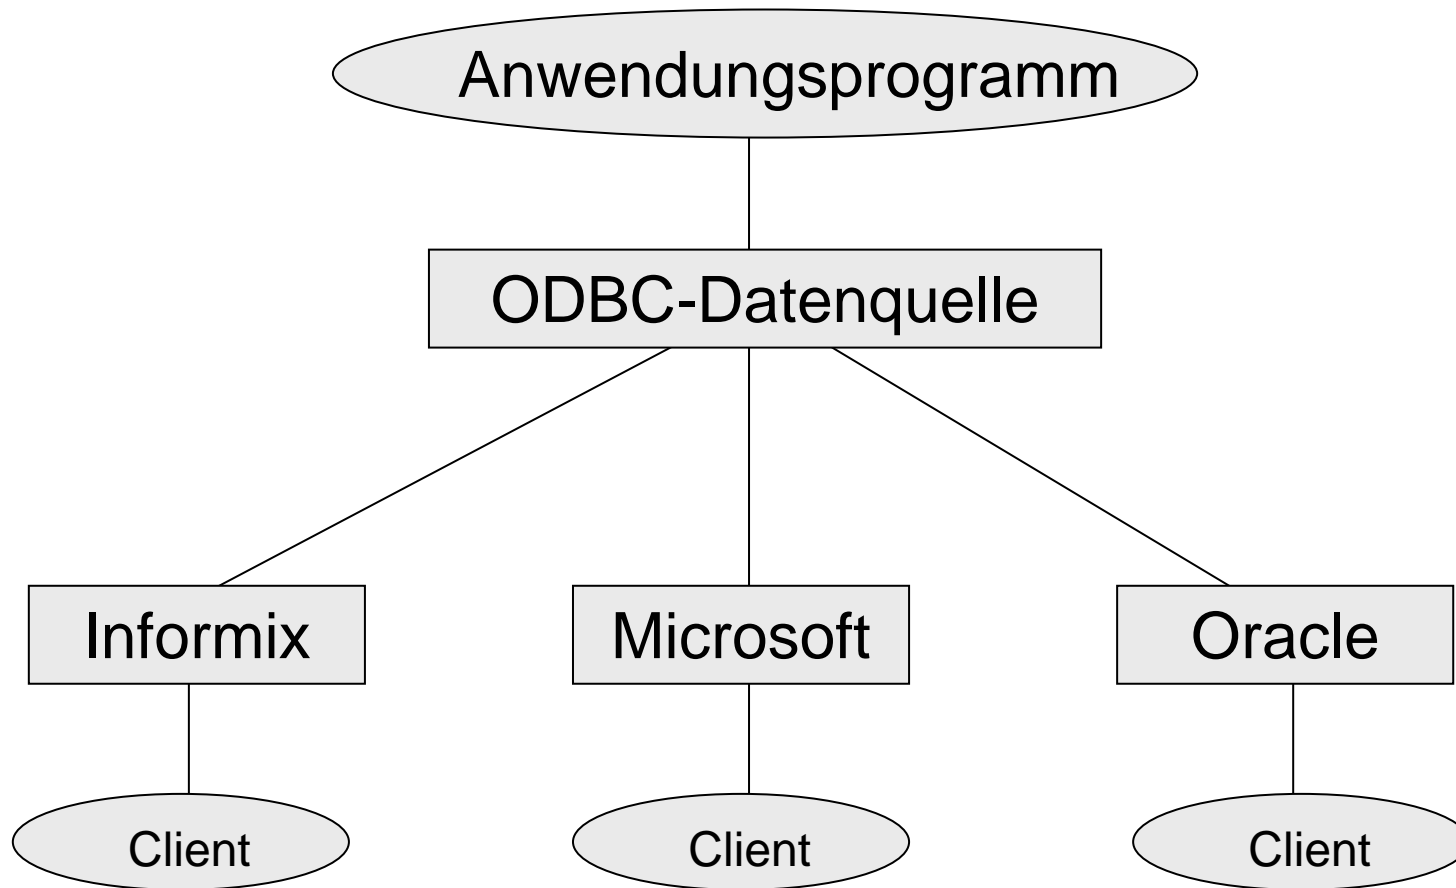 Anwendungsprogramm
ODBC-Datenquelle
Informix
Microsoft
Oracle
Client
Client
Client